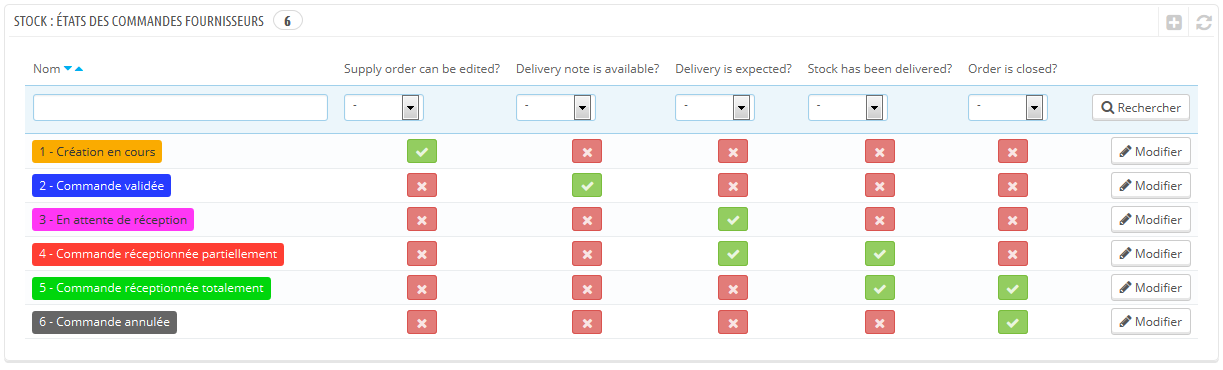 STOCK : ÉTATS DES COMMANDES FOURNISSEURS 6
Nom Supply order can be edited? Delivery note is available? Delivery is expected? Stock has been delivered? Order is closed?
- - - - - Rechercher
1 - Création en cours Modifier
2 - Commande validée Modifier
3 - En attente de réception Modifier
4 - Commande réceptionnée partiellement Modifier
5 - Commande réceptionnée totalement Modifier
6 - Commande annulée Modifier